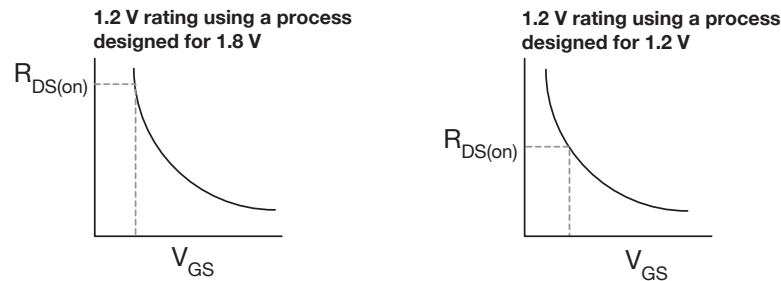 1.2 V rating using a process
designed for 1.8 V
R_DS(on)
V_GS
1.2 V rating using a process
designed for 1.2 V
R_DS(on)
V_GS